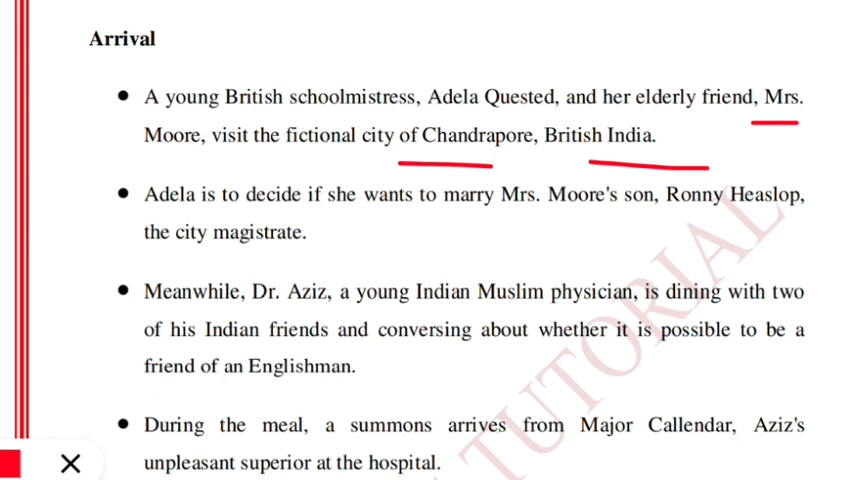 Arrival
● A young British schoolmistress, Adela Quested, and her elderly friend, Mrs.
Moore, visit the fictional city of Chandrapore, British India.
● Adela is to decide if she wants to marry Mrs. Moore's son, Ronny Heaslop,
the city magistrate.
● Meanwhile, Dr. Aziz, a young Indian Muslim physician, is dining with two
of his Indian friends and conversing about whether it is possible to be a
friend of an Englishman.
● During the meal, a summons arrives from Major Callendar, Aziz's
unpleasant superior at the hospital.
TUTORIAL